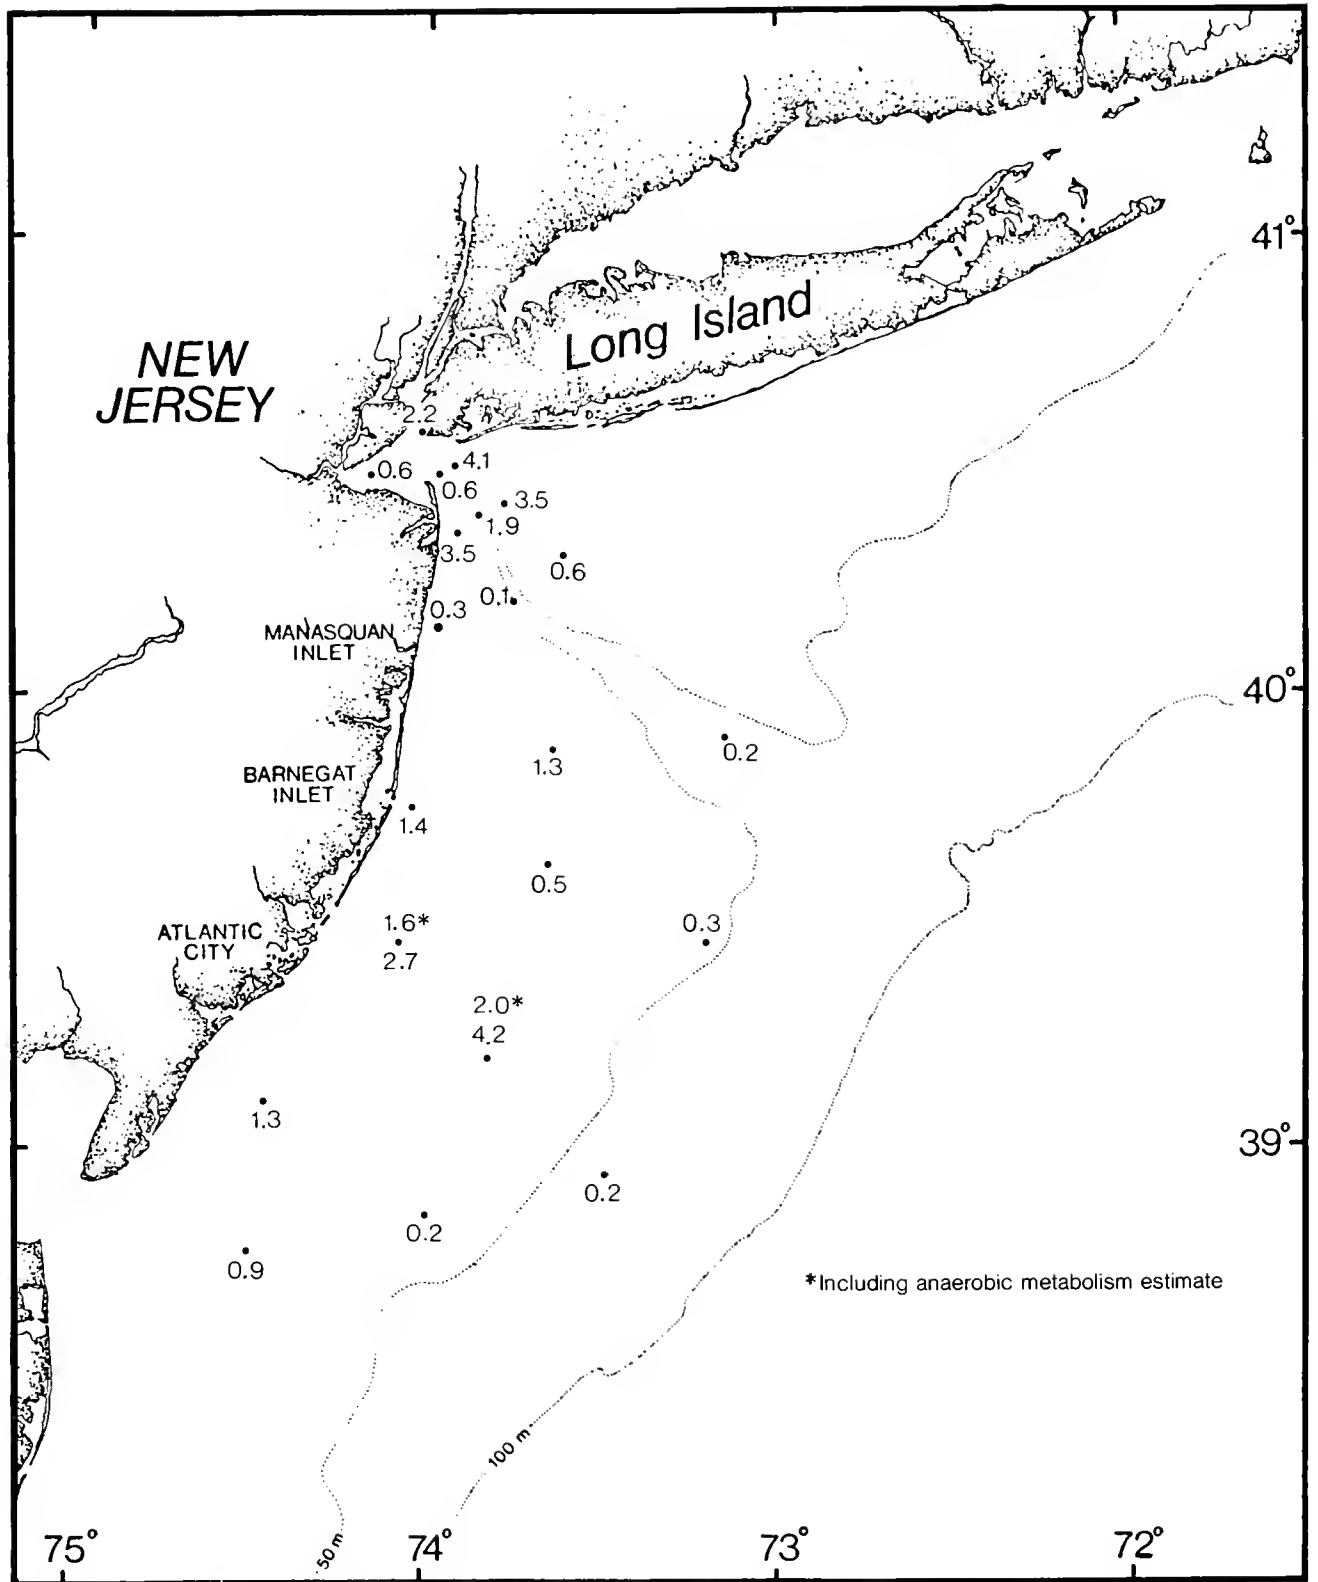 41°
Long Island
NEW
JERSEY
2.2
4.1
0.6
0.6
3.5
1.9
3.5
0.6
0.1
0.3
MANASQUAN
INLET
40°
0.2
1.3
BARNEGAT
INLET
1.4
0.5
1.6*
0.3
ATLANTIC
CITY
2.7
2.0*
4.2
1.3
39°
0.2
0.2
0.9
*Including anaerobic metabolism estimate
100 m
50 m
75°
74°
73°
72°